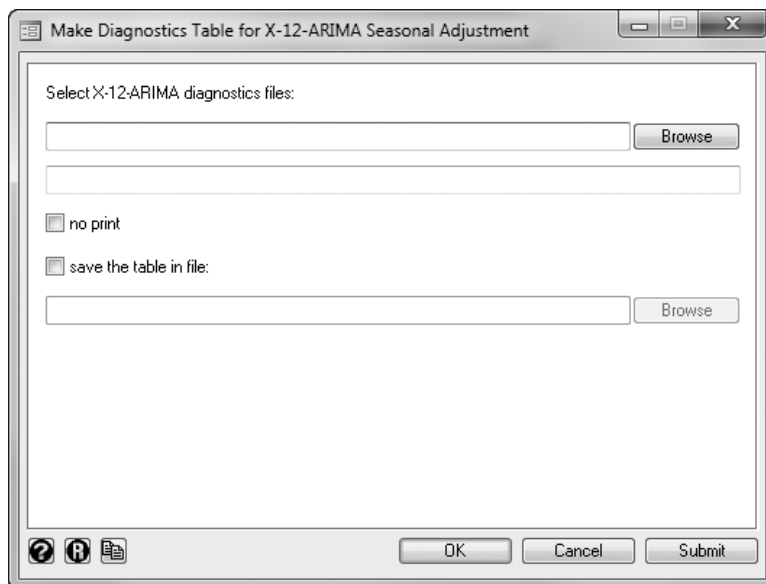 Make Diagnostics Table for X-12-ARIMA Seasonal Adjustment
X
Select X-12-ARIMA diagnostics files:
Browse
no print
save the table in file:
Browse
? R
OK Cancel Submit